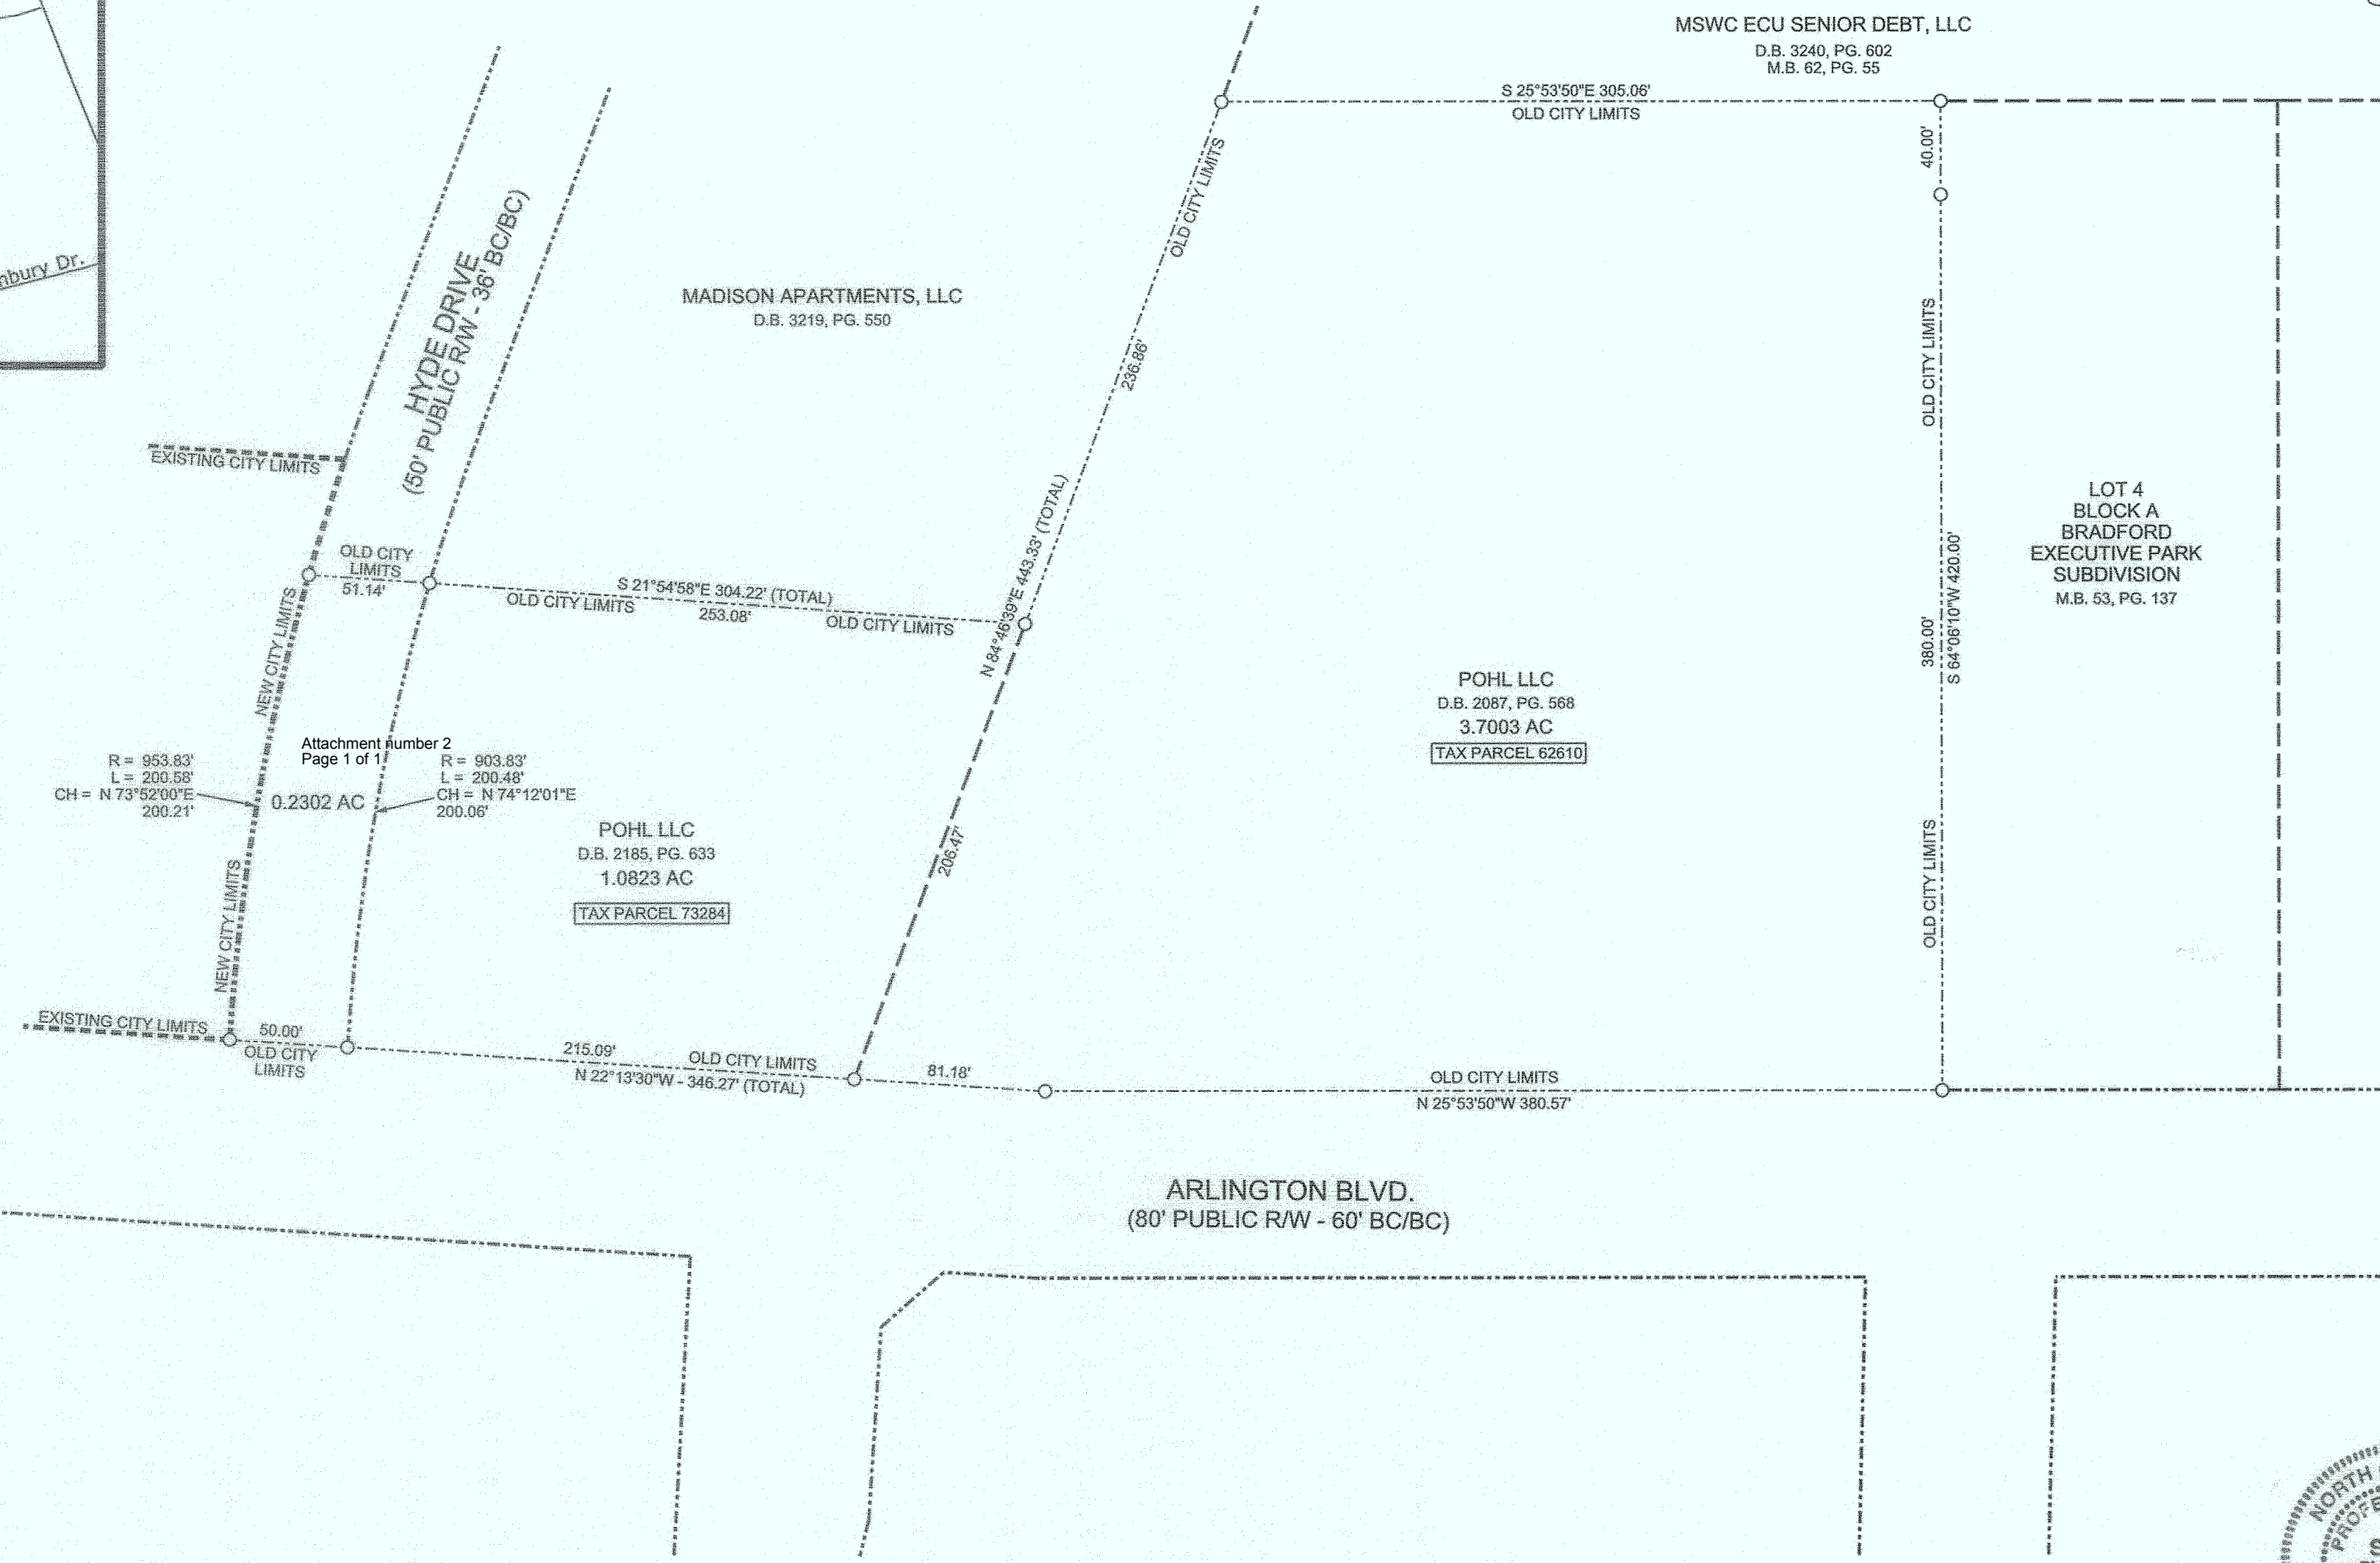 MSWC ECU SENIOR DEBT, LLC
D.B. 3240, PG. 602
M.B. 62, PG. 55
S 25°53'50"E 305.06'
OLD CITY LIMITS
40.00'
OLD CITY LIMITS
380.00'
S 64°06'10"W 420.00'
OLD CITY LIMITS
Dr.
HYDE DRIVE
(50' PUBLIC R/W - 36' BC/BC)
MADISON APARTMENTS, LLC
D.B. 3219, PG. 550
OLD CITY LIMITS
236.86'
N 84°46'39"E 443.33' (TOTAL)
206.47'
EXISTING CITY LIMITS
OLD CITY
LIMITS
51.14'
S 21°54'58"E 304.22' (TOTAL)
OLD CITY LIMITS
253.08'
OLD CITY LIMITS
LOT 4
BLOCK A
BRADFORD
EXECUTIVE PARK
SUBDIVISION
M.B. 53, PG. 137
POHL LLC
D.B. 2087, PG. 568
3.7003 AC
TAX PARCEL 62610
NEW CITY LIMITS
Attachment number 2
Page 1 of 1
R = 953.83'
L = 200.58'
CH = N 73°52'00"E
200.21'
0.2302 AC
R = 903.83'
L = 200.48'
CH = N 74°12'01"E
200.06'
POHL LLC
D.B. 2185, PG. 633
1.0823 AC
TAX PARCEL 73284
NEW CITY LIMITS
EXISTING CITY LIMITS
50.00'
OLD CITY
LIMITS
215.09'
OLD CITY LIMITS
N 22°13'30"W - 346.27' (TOTAL)
81.18'
OLD CITY LIMITS
N 25°53'50"W 380.57'
ARLINGTON BLVD.
(80' PUBLIC R/W - 60' BC/BC)
NORTH